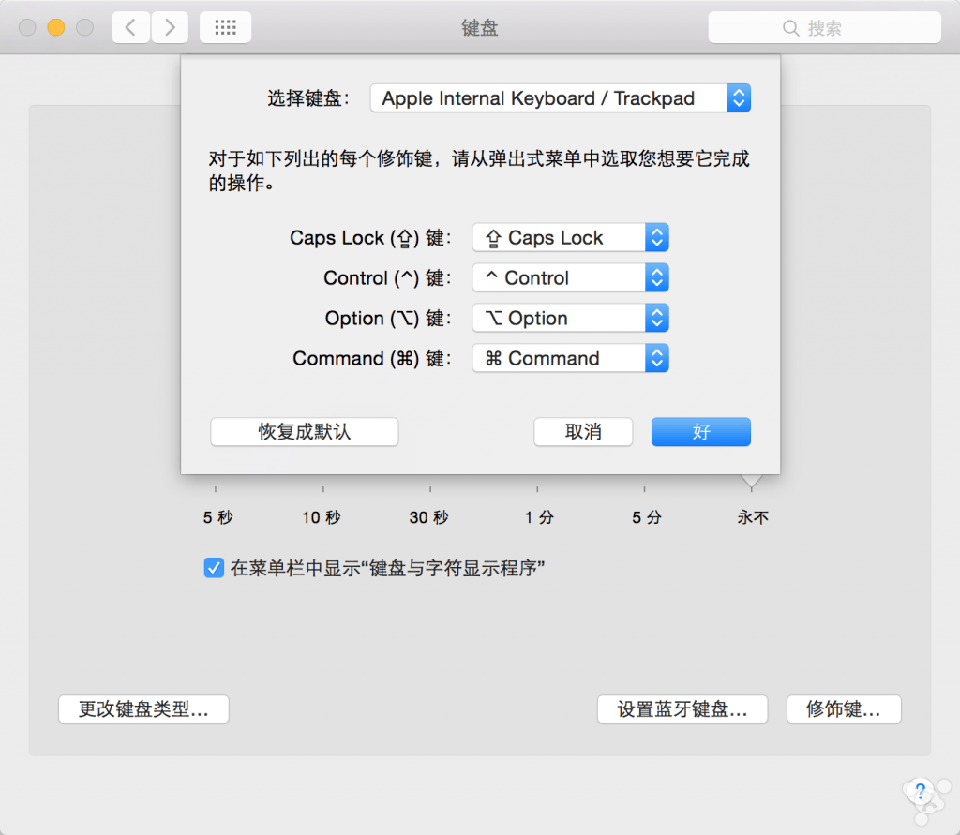 键盘
搜索
选择键盘： Apple Internal Keyboard / Trackpad
对于如下列出的每个修饰键，请从弹出式菜单中选取您想要它完成
的操作。
Caps Lock (⇪) 键： ⇪ Caps Lock
Control (^) 键： ^ Control
Option (⌥) 键： ⌥ Option
Command (⌘) 键： ⌘ Command
恢复成默认 取消 好
5 秒 10 秒 30 秒 1 分 5 分 永不
在菜单栏中显示“键盘与字符显示程序”
更改键盘类型... 设置蓝牙键盘... 修饰键...
?